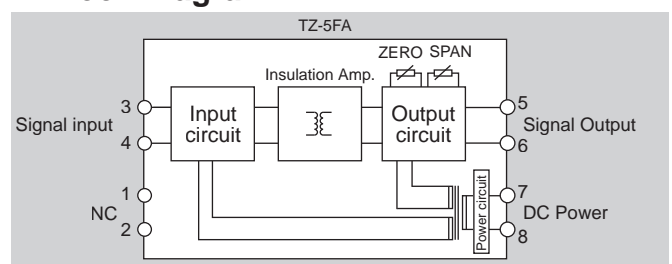 TZ-5FA
ZERO SPAN
Insulation Amp.
Signal input
3
4
Input
circuit
Output
circuit
5
6
Signal Output
NC
1
2
Power circuit
7
8
DC Power